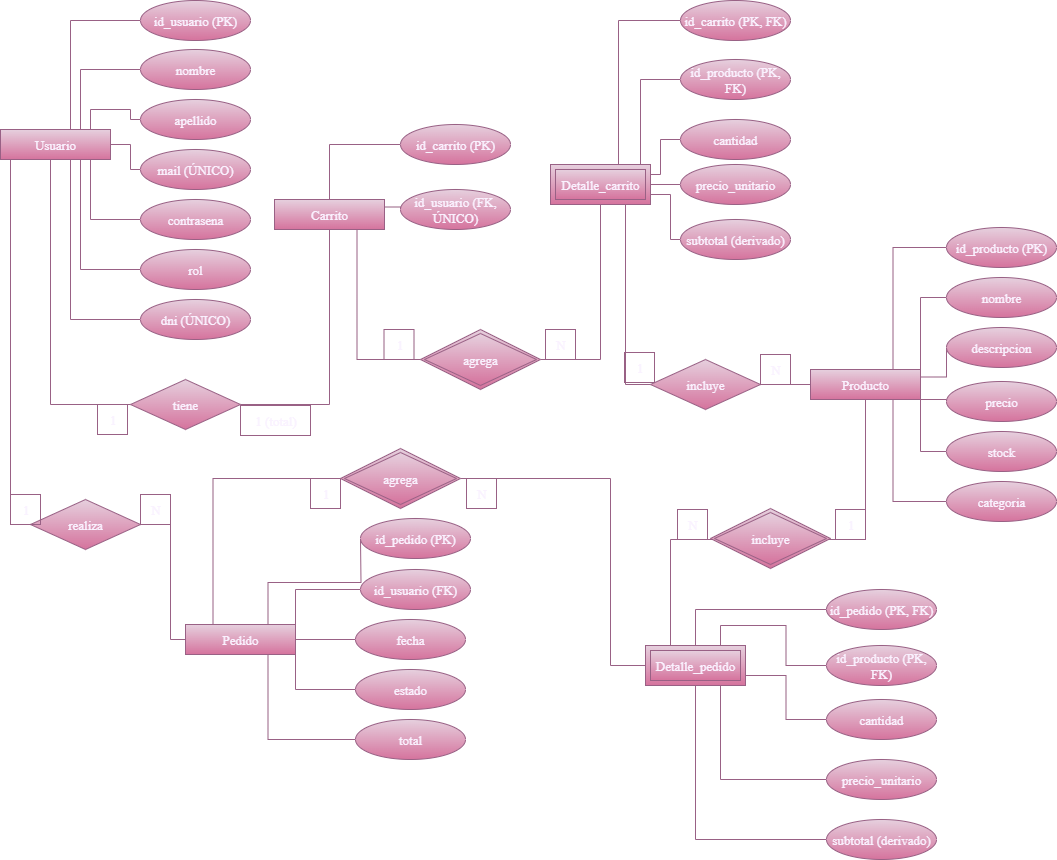 id_usuario (PK)
nombre
apellido
mail (ÚNICO)
contrasena
rol
dni (ÚNICO)
Usuario
id_carrito (PK)
id_usuario (FK,
ÚNICO)
Carrito
id_carrito (PK, FK)
id_producto (PK,
FK)
cantidad
precio_unitario
subtotal (derivado)
Detalle_carrito
1
agrega
N
1
incluye
N
id_producto (PK)
nombre
descripcion
precio
stock
categoria
Producto
1
tiene
1 (total)
1
realiza
N
1
agrega
N
id_pedido (PK)
id_usuario (FK)
fecha
estado
total
Pedido
N
incluye
1
id_pedido (PK, FK)
id_producto (PK,
FK)
cantidad
precio_unitario
subtotal (derivado)
Detalle_pedido